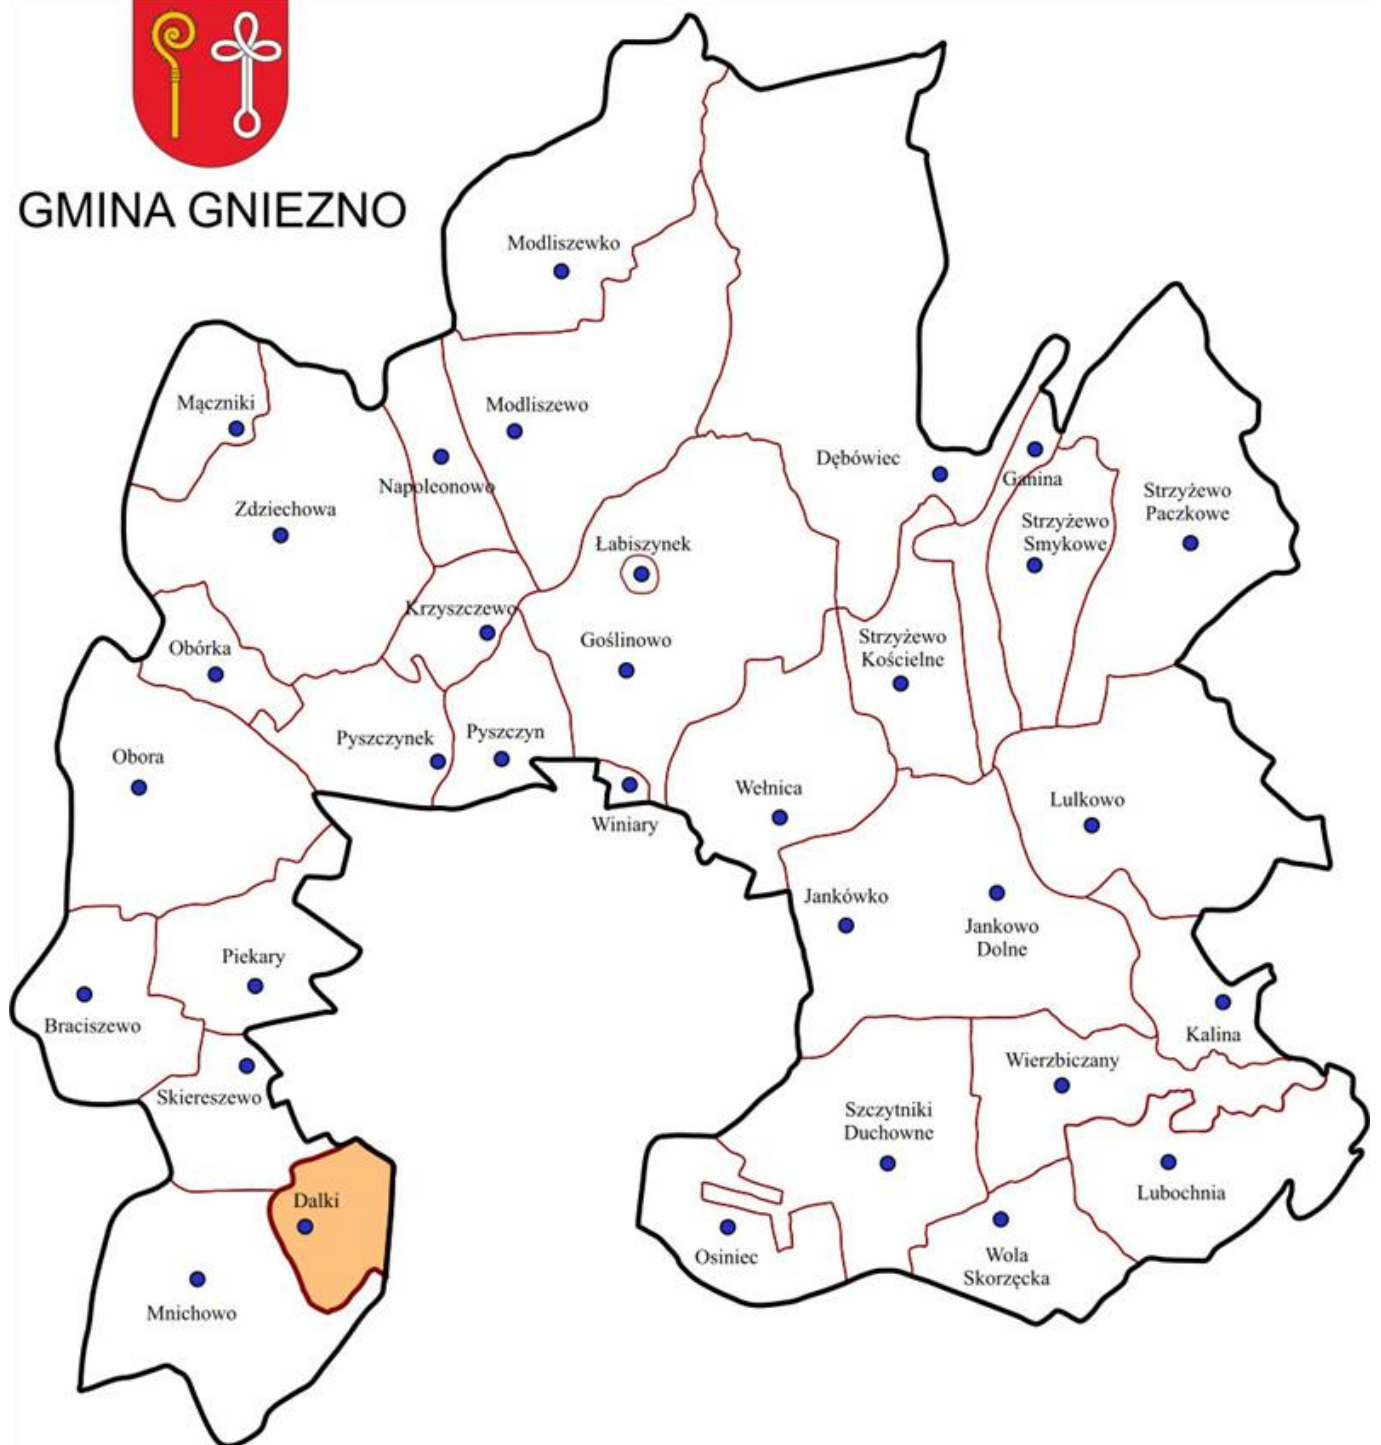 GMINA GNIEZNO
Modliszewko
Mączniki
Modliszewo
Dębówiec
Napoleonowo
Ganina
Zdziechowa
Strzyżewo
Paczkowe
Strzyżewo
Smykowe
Łabiszynek
Krzyszczewo
Goślinowo
Strzyżewo
Kościelne
Obórka
Pyszczynek
Pyszczyn
Obora
Wełnica
Winiary
Lulkowo
Jankówko
Jankowo
Dolne
Piekary
Braciszewo
Kalina
Wierzbiczany
Skiereszewo
Szczytniki
Duchowne
Lubochnia
Dalki
Osiniec
Wola
Skorzęcka
Mnichowo